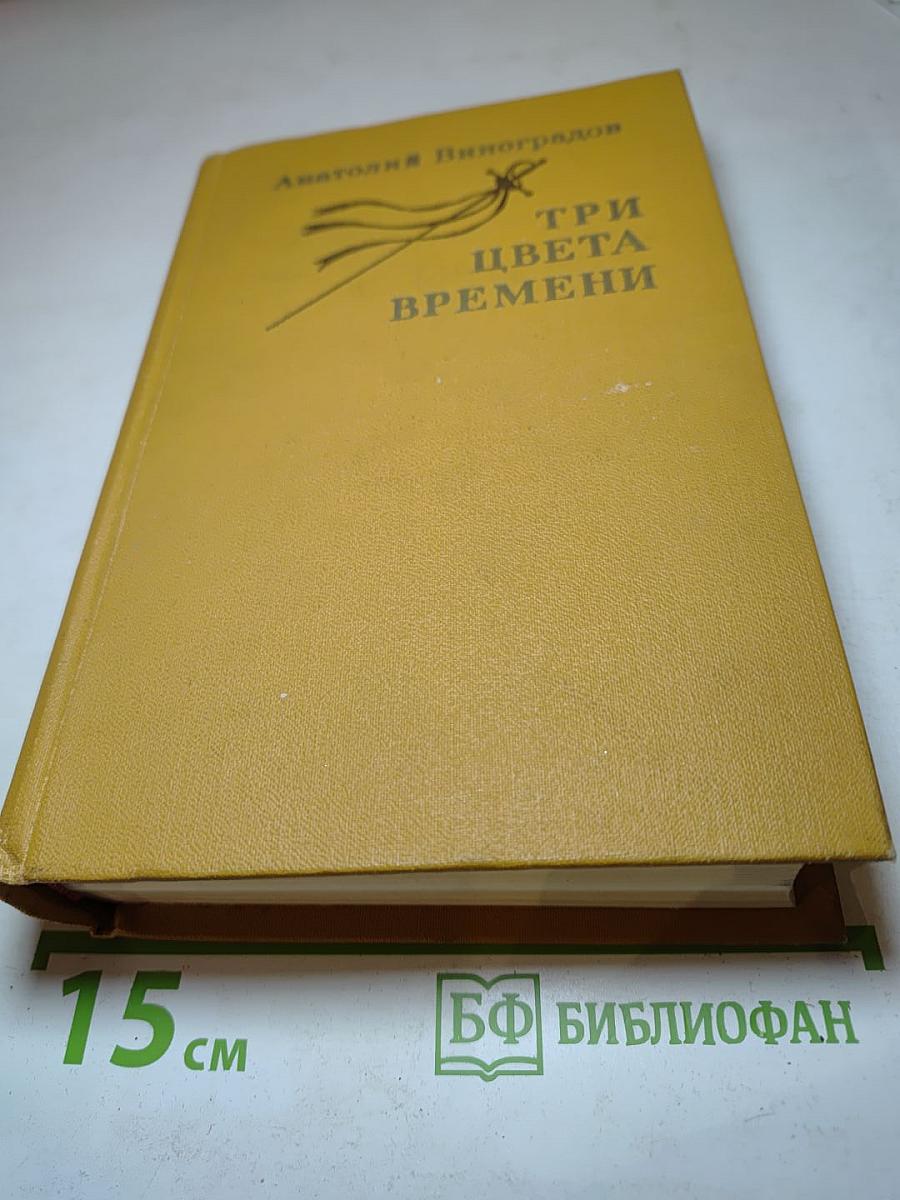 Анатолий Виноградов
ТРИ
ЦВЕТА
ВРЕМЕНИ
15 см
БФ БИБЛИОФАН